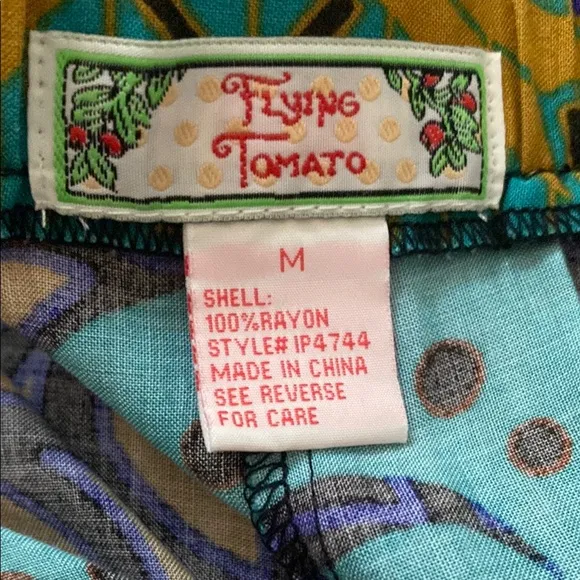 FLYING
TOMATO
M
SHELL:
100%RAYON
STYLE# IP4744
MADE IN CHINA
SEE REVERSE
FOR CARE